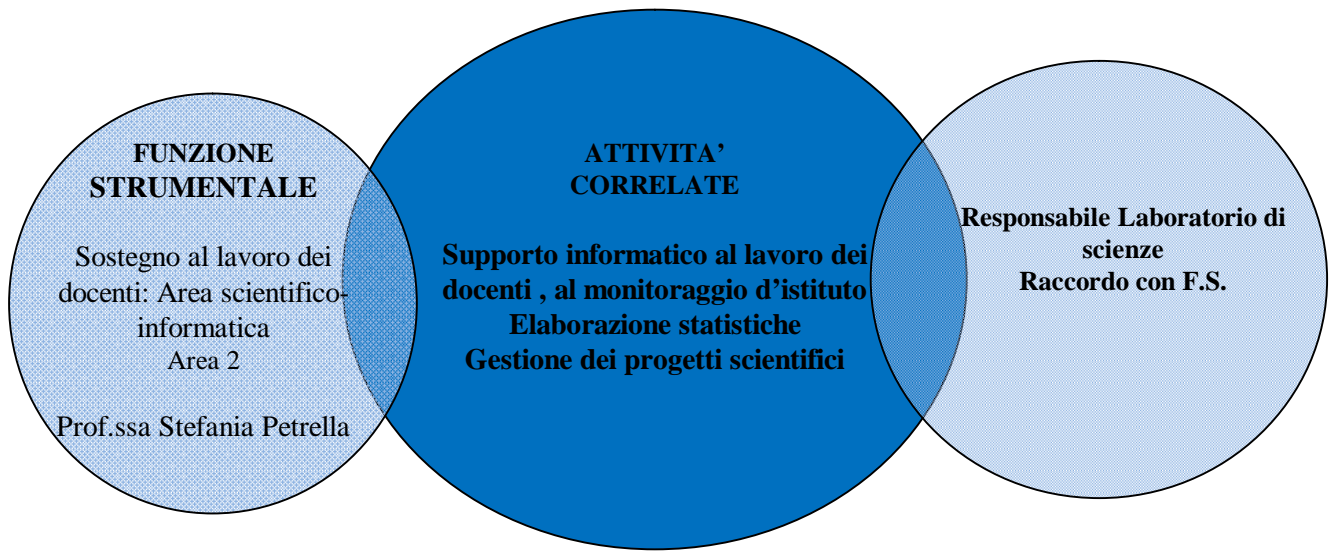 FUNZIONE
STRUMENTALE
Sostegno al lavoro dei
docenti: Area scientifico-
informatica
Area 2
Prof.ssa Stefania Petrella
ATTIVITA’
CORRELATE
Supporto informatico al lavoro dei
docenti , al monitoraggio d’istituto
Elaborazione statistiche
Gestione dei progetti scientifici
Responsabile Laboratorio di
scienze
Raccordo con F.S.